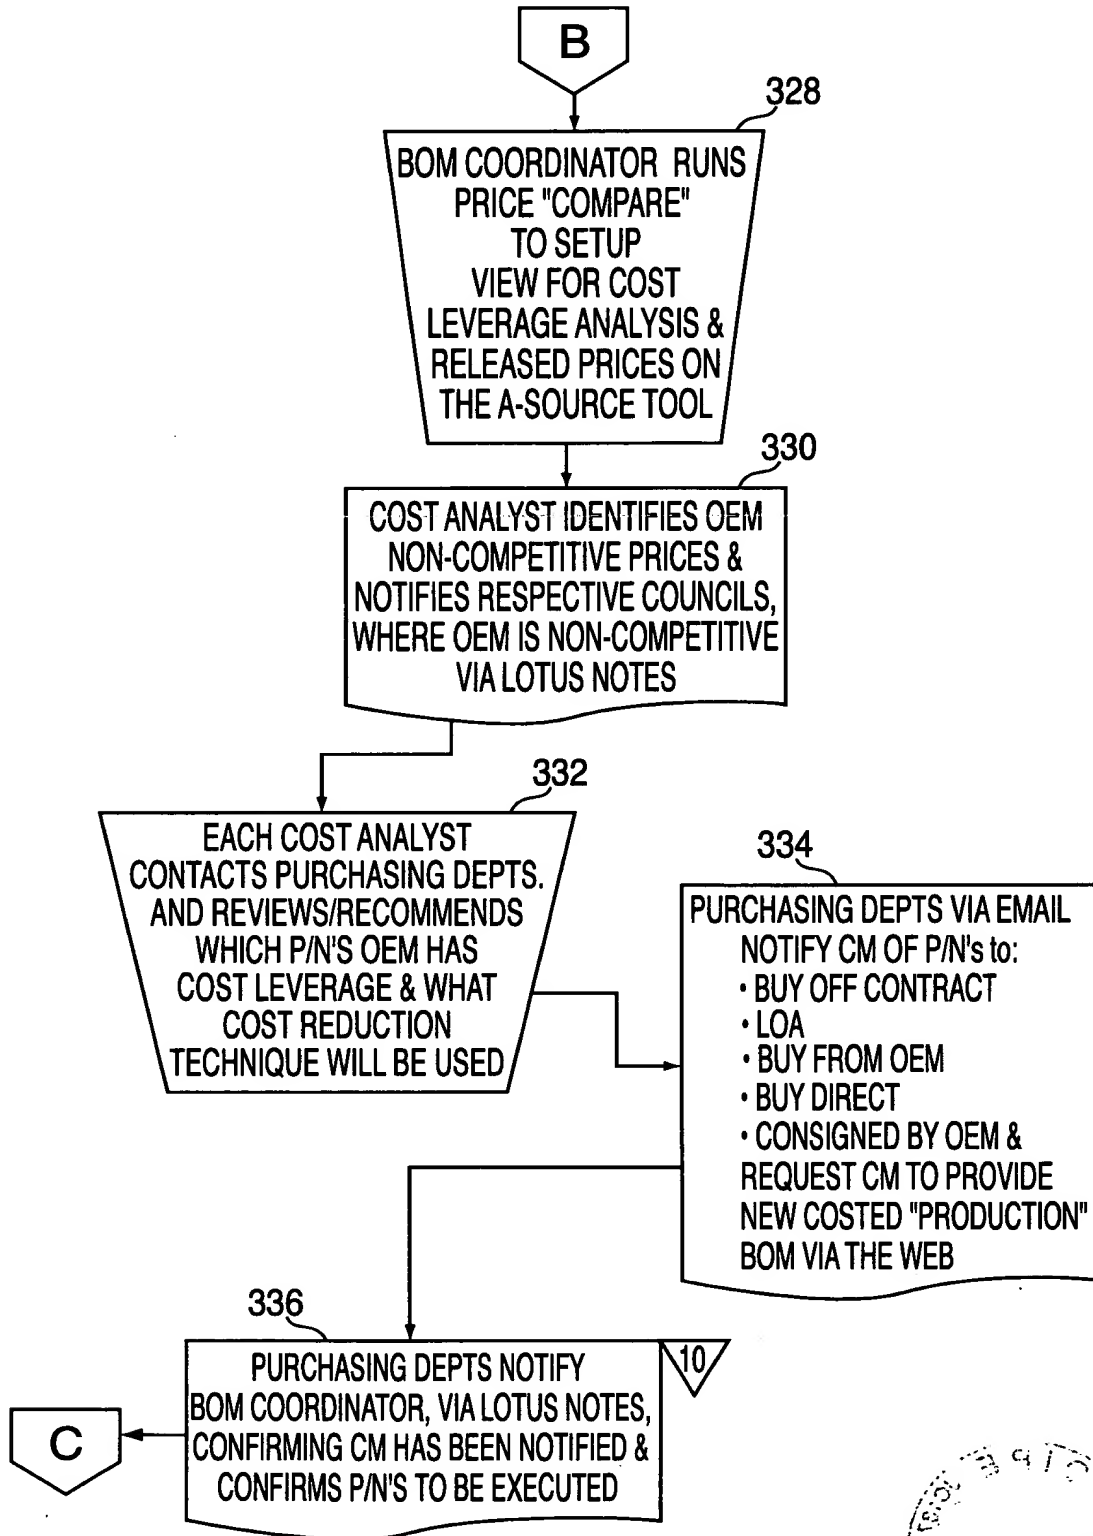 B
328
BOM COORDINATOR RUNS
PRICE "COMPARE"
TO SETUP
VIEW FOR COST
LEVERAGE ANALYSIS &
RELEASED PRICES ON
THE A-SOURCE TOOL
330
COST ANALYST IDENTIFIES OEM
NON-COMPETITIVE PRICES &
NOTIFIES RESPECTIVE COUNCILS,
WHERE OEM IS NON-COMPETITIVE
VIA LOTUS NOTES
332
EACH COST ANALYST
CONTACTS PURCHASING DEPTS.
AND REVIEWS/RECOMMENDS
WHICH P/N'S OEM HAS
COST LEVERAGE & WHAT
COST REDUCTION
TECHNIQUE WILL BE USED
334
PURCHASING DEPTS VIA EMAIL
NOTIFY CM OF P/N's to:
• BUY OFF CONTRACT
• LOA
• BUY FROM OEM
• BUY DIRECT
• CONSIGNED BY OEM &
REQUEST CM TO PROVIDE
NEW COSTED "PRODUCTION"
BOM VIA THE WEB
336
PURCHASING DEPTS NOTIFY
BOM COORDINATOR, VIA LOTUS NOTES,
CONFIRMING CM HAS BEEN NOTIFIED &
CONFIRMS P/N'S TO BE EXECUTED
10
C